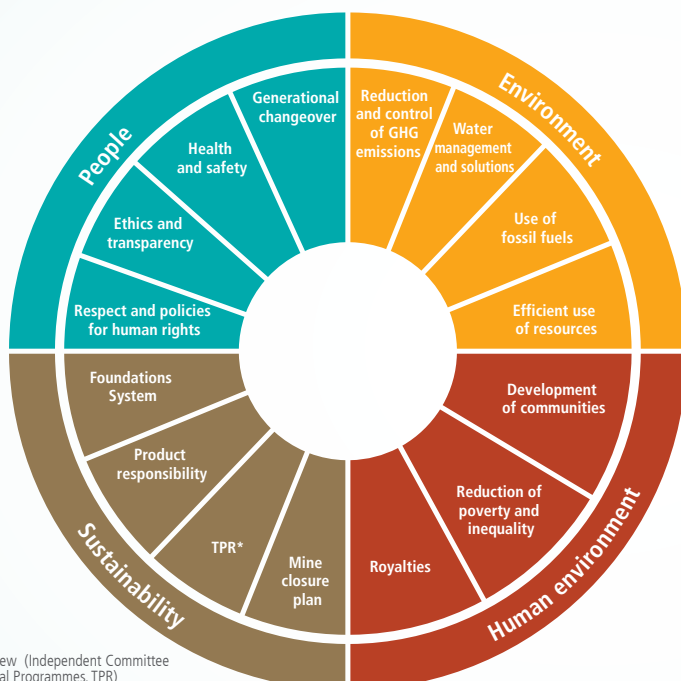 People
Generational
changeover
Health
and safety
Ethics and
transparency
Respect and policies
for human rights
Environment
Reduction
and control
of GHG
emissions
Water
management
and solutions
Use of
fossil fuels
Efficient use
of resources
Foundations
System
Product
responsibility
TPR*
Mine
closure
plan
Sustainability
Development
of communities
Reduction of
poverty and
inequality
Royalties
Human environment
(Independent Committee
Programmes, TPR)